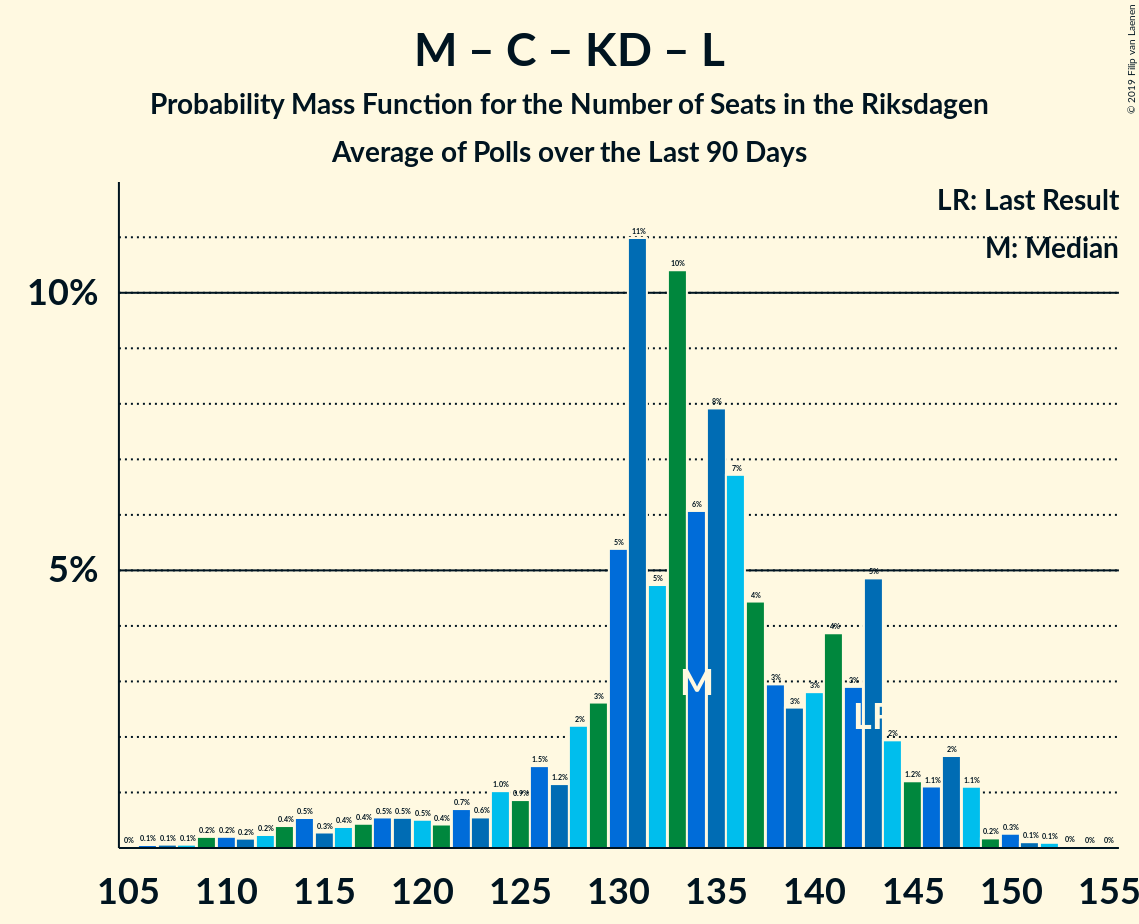 M – C – KD – L
Probability Mass Function for the Number of Seats in the Riksdagen
Average of Polls over the Last 90 Days
© 2019 Filip van Laenen
LR: Last Result
M: Median
10%
5%
0% 0.1% 0.1% 0.1% 0.2% 0.2% 0.2% 0.2% 0.4% 0.5% 0.3% 0.4% 0.4% 0.5% 0.5% 0.5% 0.4% 0.7% 0.6% 1.0% 0.9% 1.5% 1.2% 2% 3% 5% 11% 5% 10% 6% 8% 7% 4% 3% 3% 3% 4% 3% 5% 2% 1.2% 1.1% 2% 1.1% 0.2% 0.3% 0.1% 0.1% 0% 0% 0%
M
LR
105 110 115 120 125 130 135 140 145 150 155